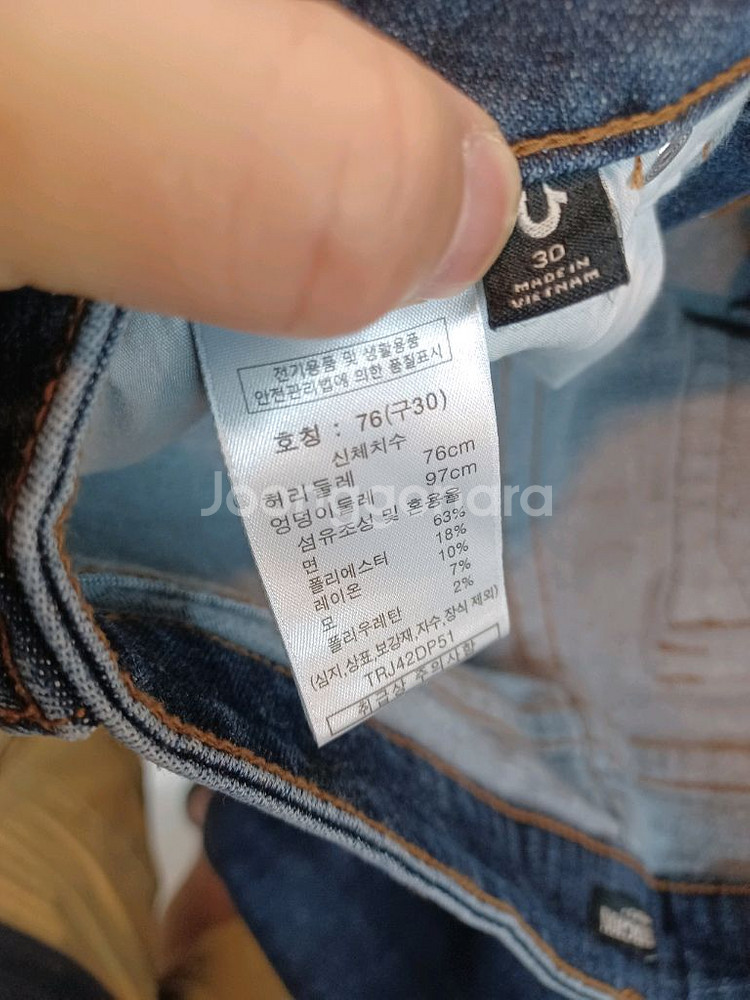 30
MADE IN
VIETNAM
전기용품 및 생활용품
안전관리법에 의한 품질표시
호칭 : 76(구30)
신체치수
허리둘레 76cm
엉덩이둘레 97cm
섬유조성 및 혼용율
면 63%
폴리에스터 18%
레이온 10%
모 7%
폴리우레탄 2%
(심지,상표,보강재,자수,장식 제외)
TRJ42DP51
취급상 주의사항
Joonggonara